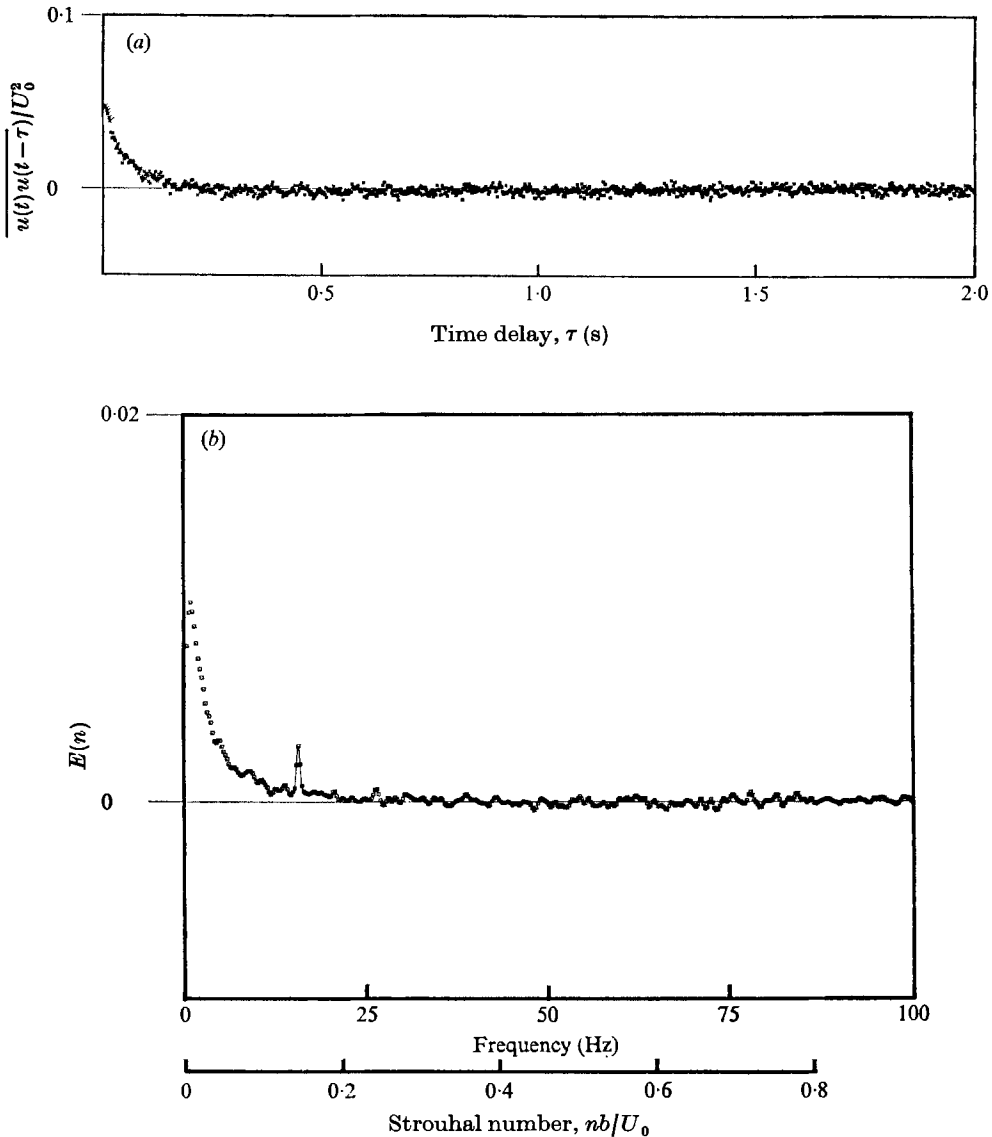 0·1
(a)
u(t) u(t−τ)/U₀²
0
0·5 1·0 1·5 2·0
Time delay, τ (s)
0·02
(b)
E(n)
0
0 25 50 75 100
Frequency (Hz)
0 0·2 0·4 0·6 0·8
Strouhal number, nb/U₀